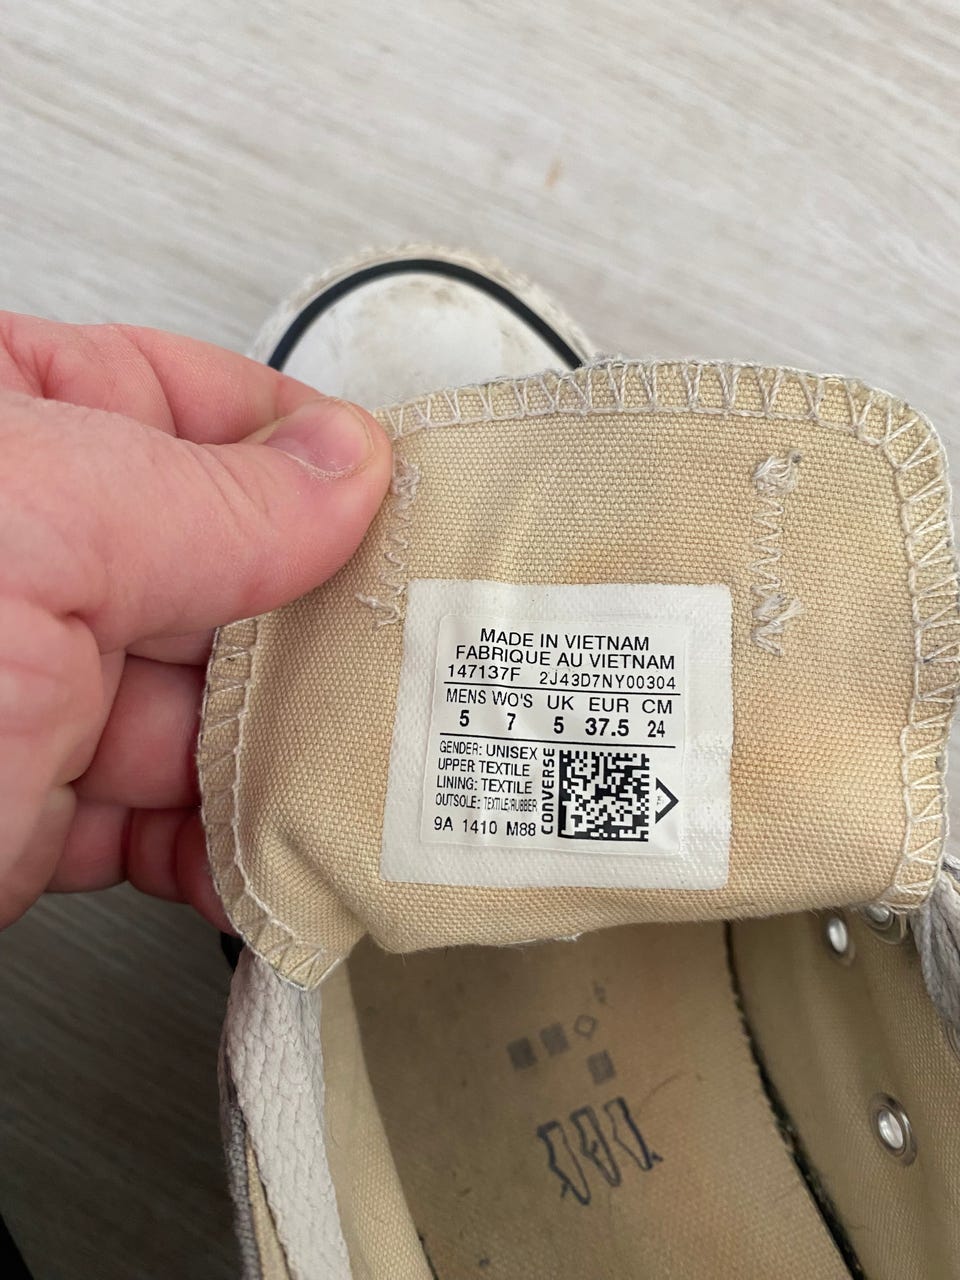 MADE IN VIETNAM
FABRIQUE AU VIETNAM
147137F 2J43D7NY00304
MENS WO'S UK EUR CM
5 7 5 37.5 24
GENDER: UNISEX
UPPER: TEXTILE
LINING: TEXTILE
OUTSOLE: TEXTILE/RUBBER
9A 1410 M88
CONVERSE